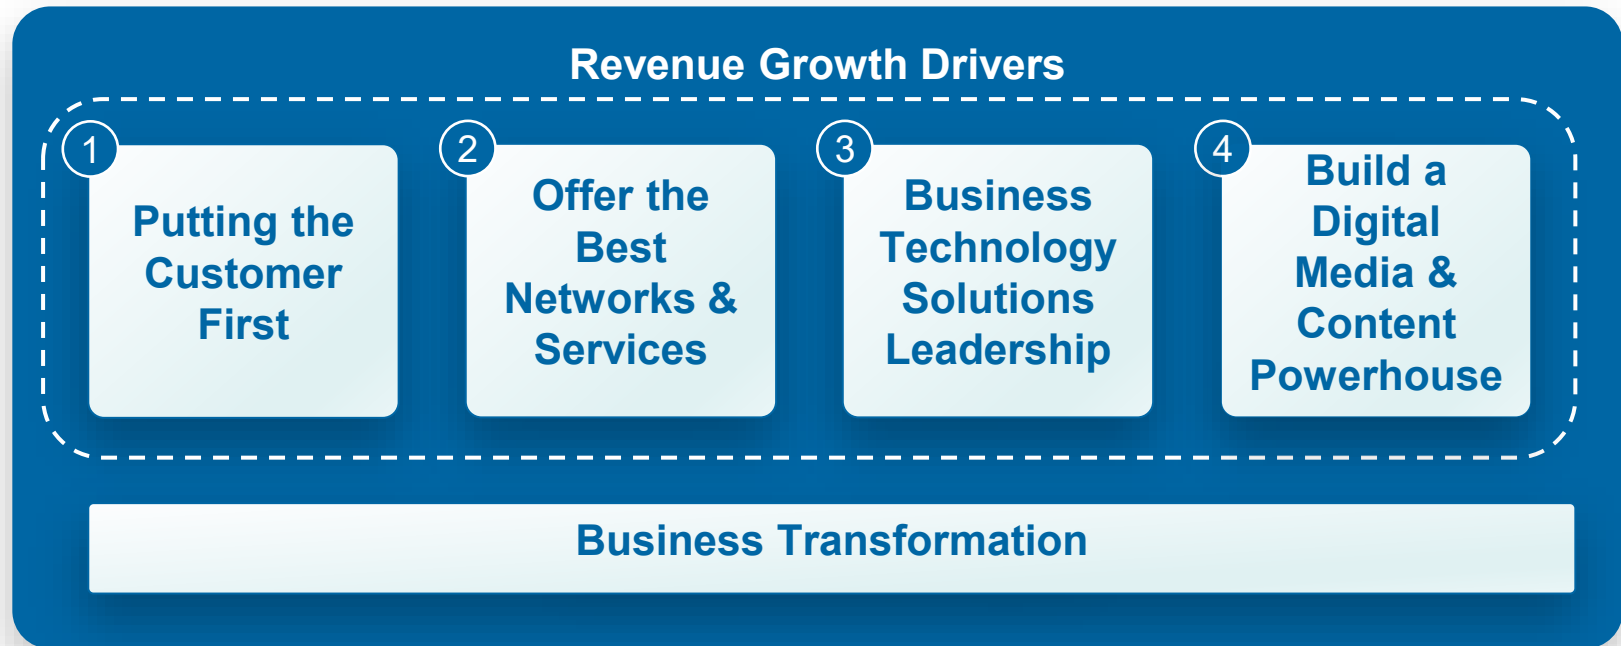 Revenue Growth Drivers
1
Putting the
Customer
First
2
Offer the
Best
Networks &
Services
3
Business
Technology
Solutions
Leadership
4
Build a
Digital
Media &
Content
Powerhouse
Business Transformation